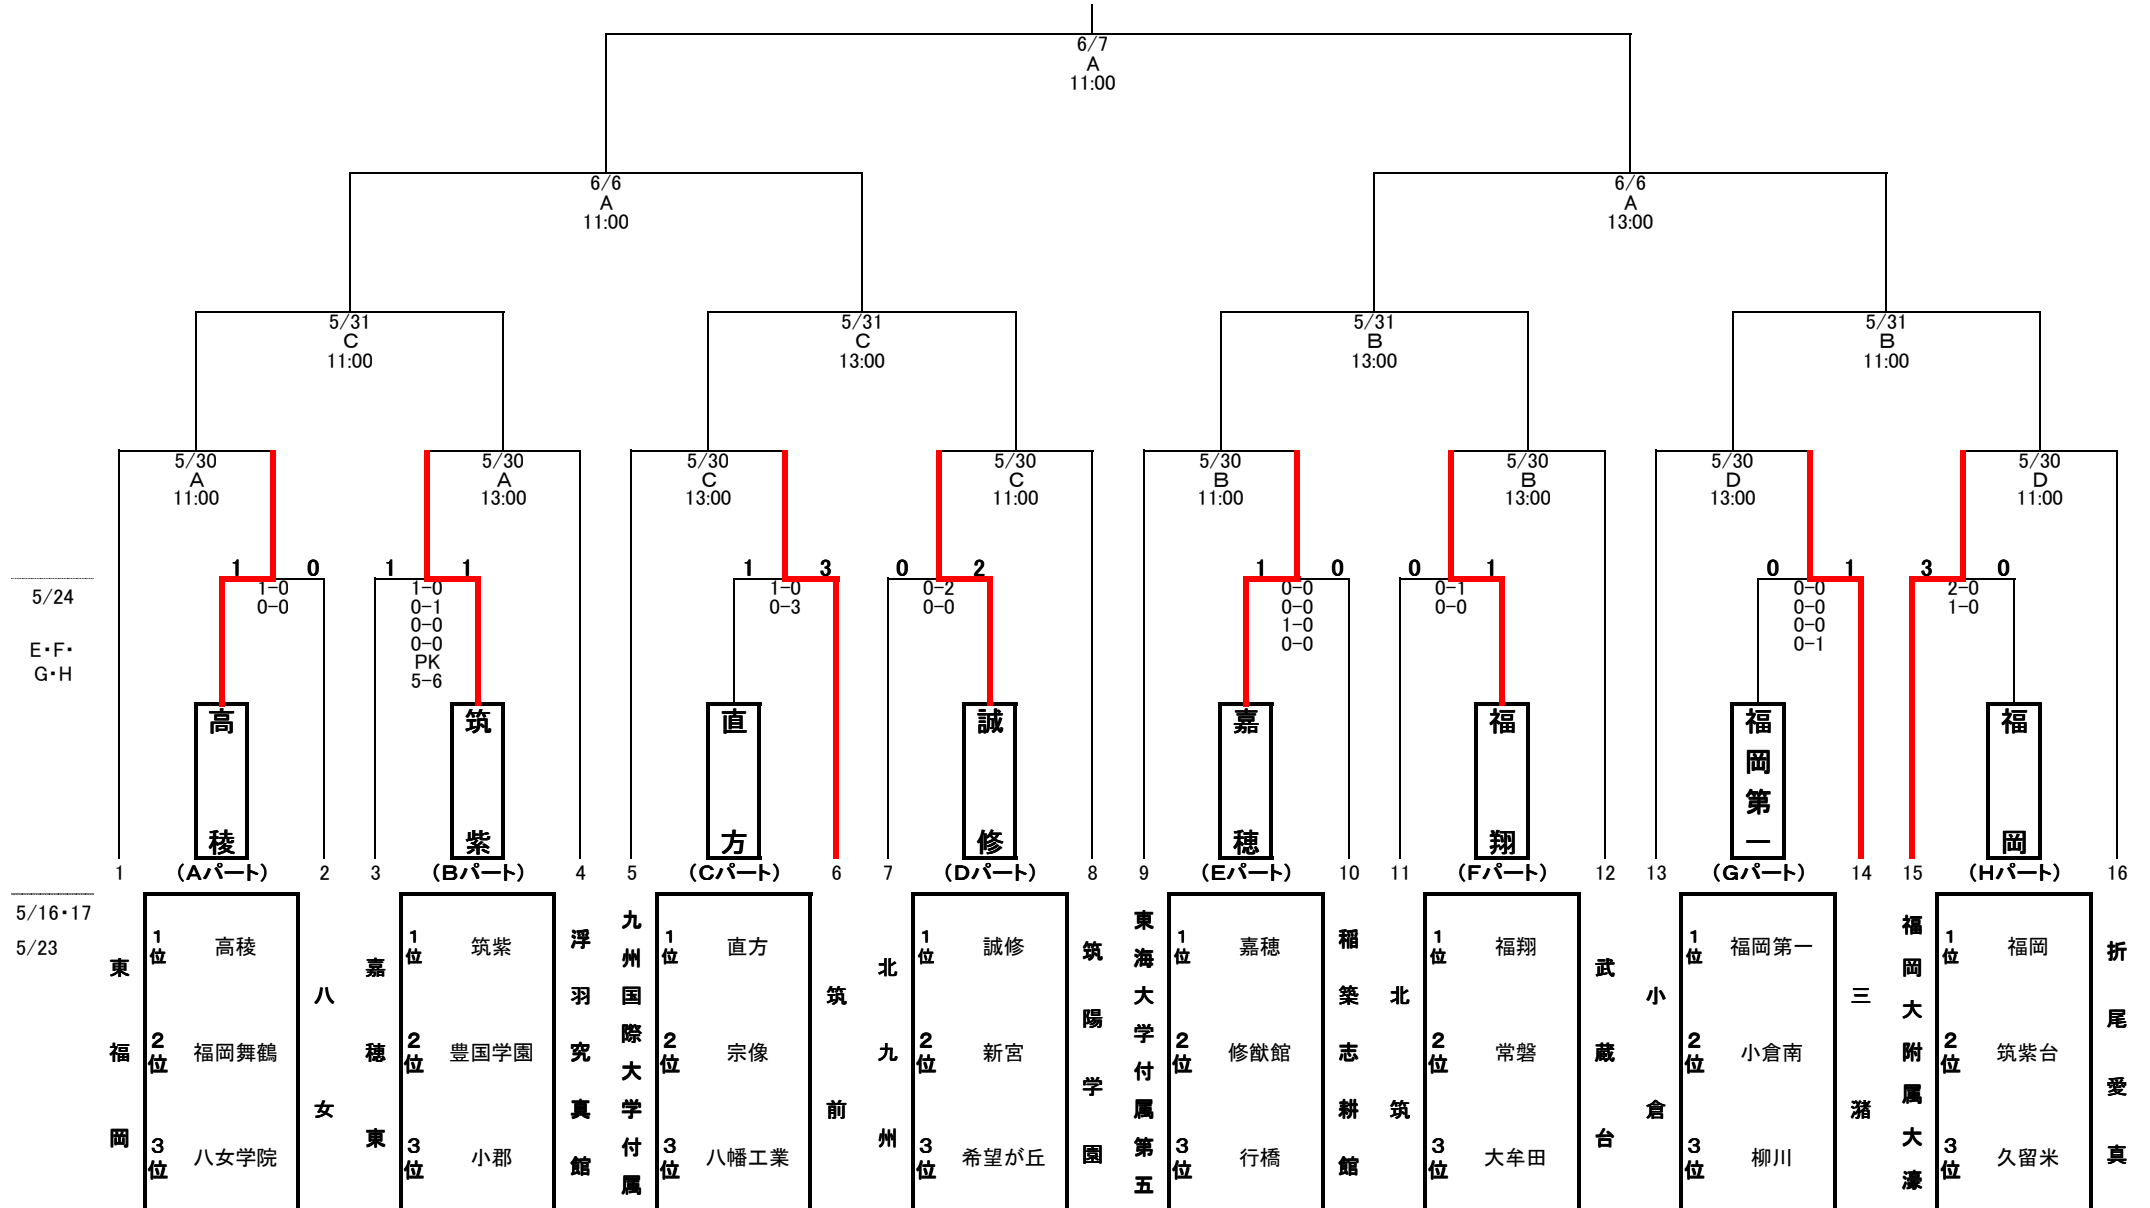 6/7
A
11:00
6/6
A
11:00
6/6
A
13:00
5/31
C
11:00
5/31
C
13:00
5/31
B
13:00
5/31
B
11:00
5/30
A
11:00
5/30
A
13:00
5/30
C
13:00
5/30
C
11:00
5/30
B
11:00
5/30
B
13:00
5/30
D
13:00
5/30
D
11:00
5/24
E・F・
G・H
1 0
1-0
0-0
1 1
1-0
0-1
0-0
0-0
PK
5-6
1 3
1-0
0-3
0 2
0-2
0-0
1 0
0-0
0-0
1-0
0-0
0 1
0-1
0-0
0 1
0-0
0-0
0-0
0-1
3 0
2-0
1-0
高稜
筑紫
直方
誠修
嘉穂
福翔
福岡第一
福岡
1 (Aパート) 2 3 (Bパート) 4 5 (Cパート) 6 7 (Dパート) 8 9 (Eパート) 10 11 (Fパート) 12 13 (Gパート) 14 15 (Hパート) 16
5/16・17
5/23
東福岡
1位 高稜
2位 福岡舞鶴
3位 八女学院
八女
嘉穂東
1位 筑紫
2位 豊国学園
3位 小郡
浮羽究真館
九州国際大学付属
1位 直方
2位 宗像
3位 八幡工業
筑前
北九州
1位 誠修
2位 新宮
3位 希望が丘
筑陽学園
東海大学付属第五
1位 嘉穂
2位 修猷館
3位 行橋
稲築志耕館
北筑
1位 福翔
2位 常磐
3位 大牟田
武蔵台
小倉
1位 福岡第一
2位 小倉南
3位 柳川
三潴
福岡大附属大濠
1位 福岡
2位 筑紫台
3位 久留米
折尾愛真